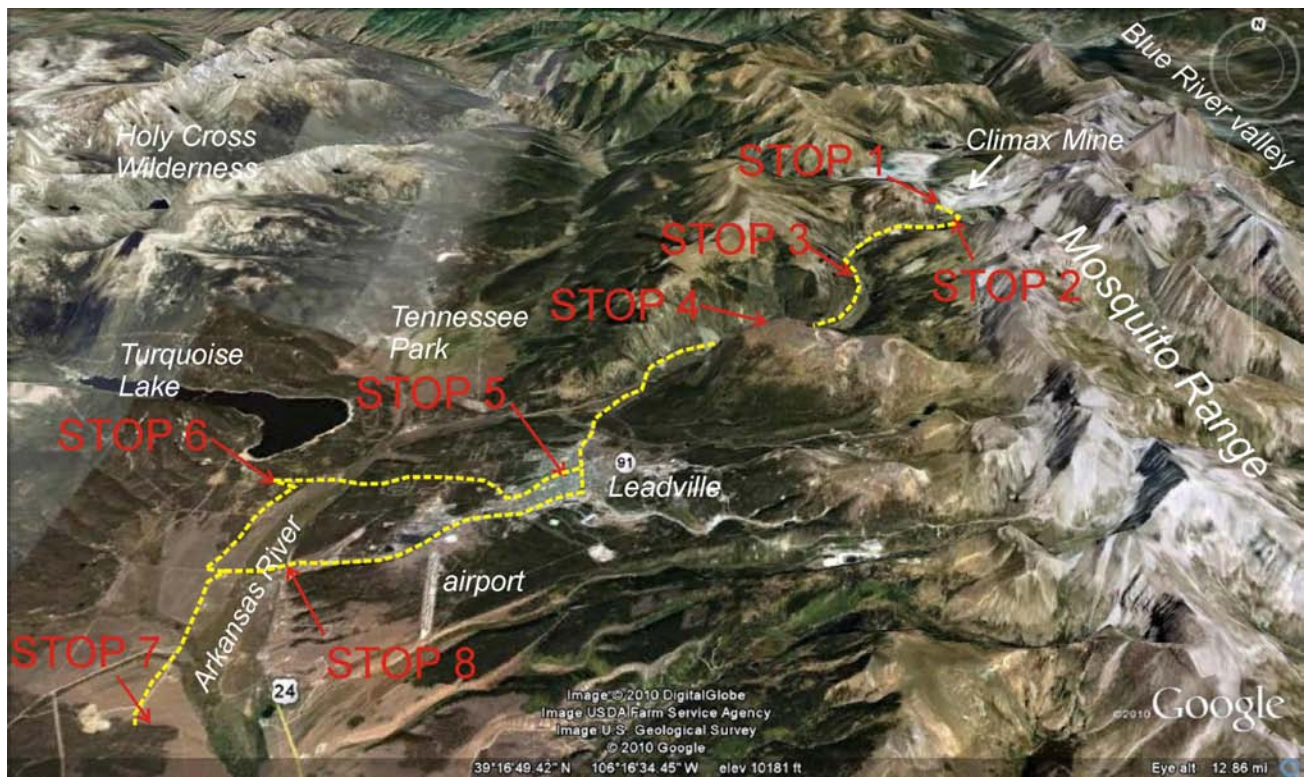 N
Blue River valley
Holy Cross
Wilderness
Climax Mine
STOP 1
STOP 3
STOP 2
Mosquito Range
STOP 4
Tennessee
Park
Turquoise
Lake
STOP 5
STOP 6
91
Leadville
Arkansas River
airport
STOP 7
STOP 8
24
Image © 2010 DigitalGlobe
Image USDA Farm Service Agency
Image U.S. Geological Survey
© 2010 Google
©2010 Google
39°16'49.42" N 106°16'34.45" W elev 10181 ft
Eye alt 12.86 mi